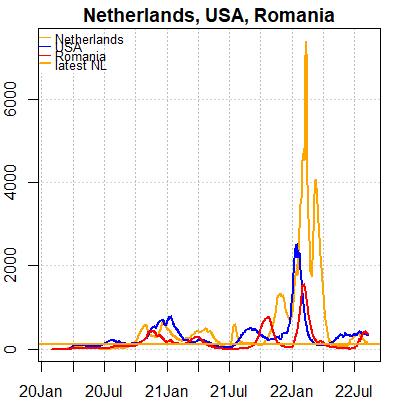 Netherlands, USA, Romania
Netherlands
USA
Romania
latest NL
6000
4000
2000
0
20Jan 20Jul 21Jan 21Jul 22Jan 22Jul